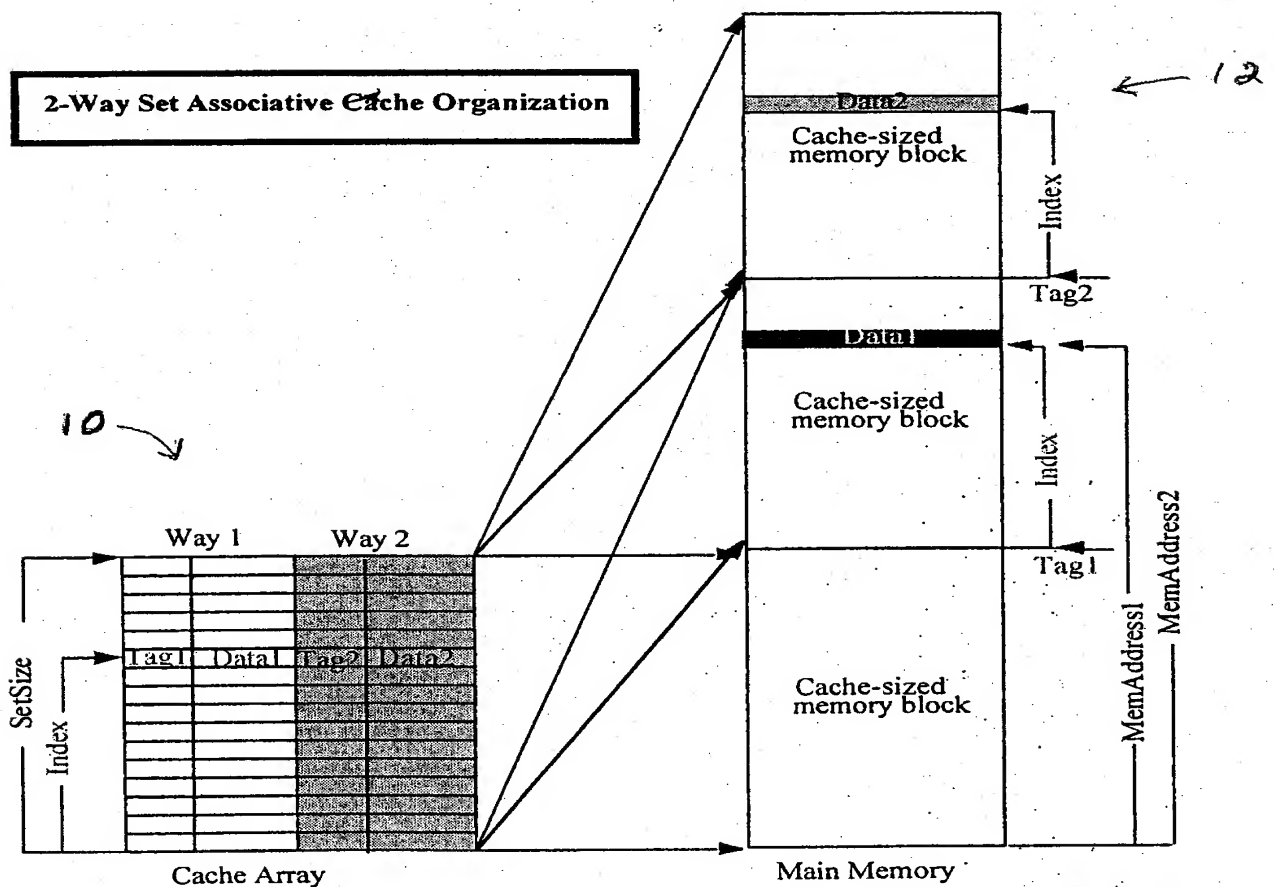 2-Way Set Associative Cache Organization
12
Data2
Cache-sized
memory block
Index
Tag2
Data1
Cache-sized
memory block
Index
Tag1
MemAddress1
MemAddress2
10
Way 1 Way 2
SetSize
Index
Tag1 Data1 Tag2 Data2
Cache-sized
memory block
Cache Array
Main Memory